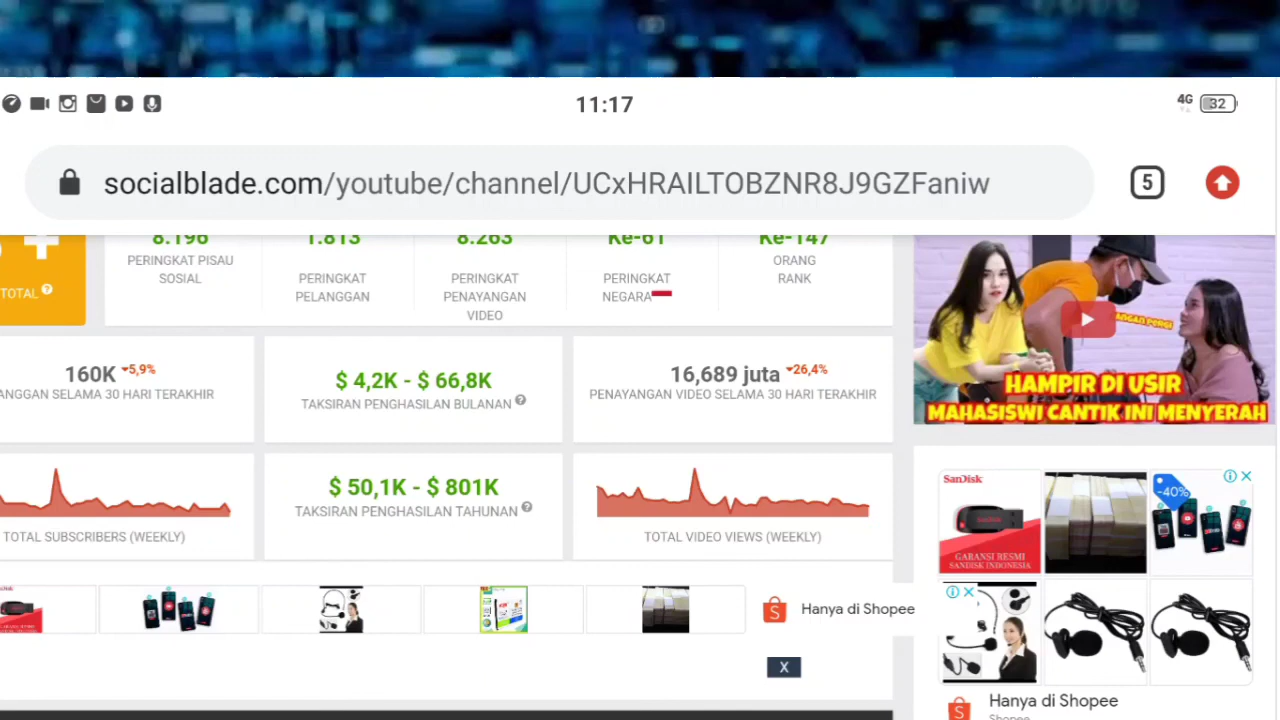 11:17
4G
32
socialblade.com/youtube/channel/UCxHRAILTOBZNR8J9GZFaniw
5
TOTAL
8.196
PERINGKAT PISAU
SOSIAL
1.813
PERINGKAT
PELANGGAN
8.263
PERINGKAT
PENAYANGAN
VIDEO
Ke-61
PERINGKAT
NEGARA
Ke-147
ORANG
RANK
160K 5,9%
ANGGAN SELAMA 30 HARI TERAKHIR
$ 4,2K - $ 66,8K
TAKSIRAN PENGHASILAN BULANAN
16,689 juta 26,4%
PENAYANGAN VIDEO SELAMA 30 HARI TERAKHIR
TOTAL SUBSCRIBERS (WEEKLY)
$ 50,1K - $ 801K
TAKSIRAN PENGHASILAN TAHUNAN
TOTAL VIDEO VIEWS (WEEKLY)
Hanya di Shopee
X
HAMPIR DI USIR
MAHASISWI CANTIK INI MENYERAH
SanDisk
GARANSI RESMI
SANDISK INDONESIA
-40%
Hanya di Shopee
Shopee